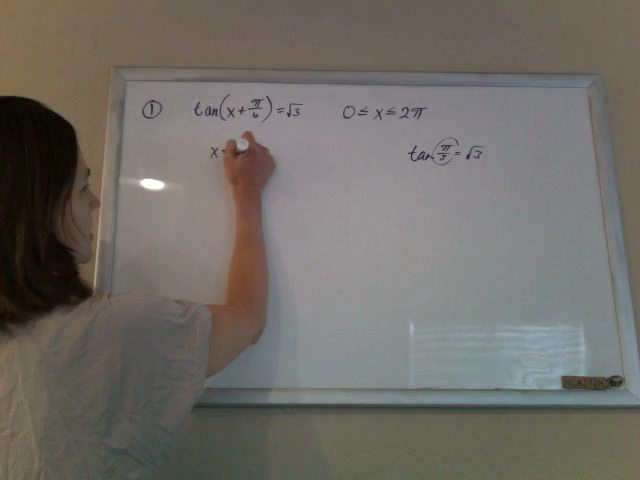 ① tan(x+π/6)=√3 0≤x≤2π
x+
tan π/3 = √3